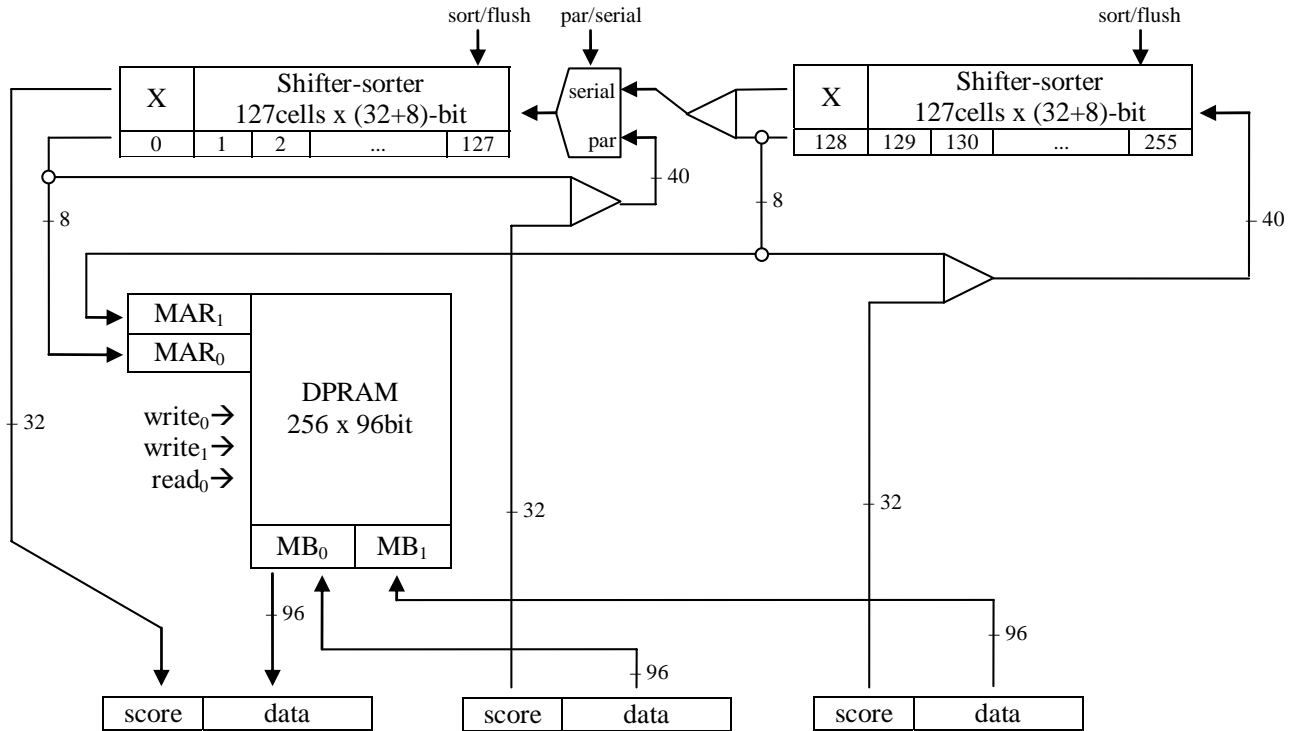 sort/flush par/serial sort/flush
X Shifter-sorter 127cells x (32+8)-bit
0 1 2 ... 127
serial
par
X Shifter-sorter 127cells x (32+8)-bit
128 129 130 ... 255
40
8
8
40
MAR₁
MAR₀
DPRAM
256 x 96bit
write₀→
write₁→
read₀→
32
32
32
MB₀ MB₁
96
96
96
score data score data score data